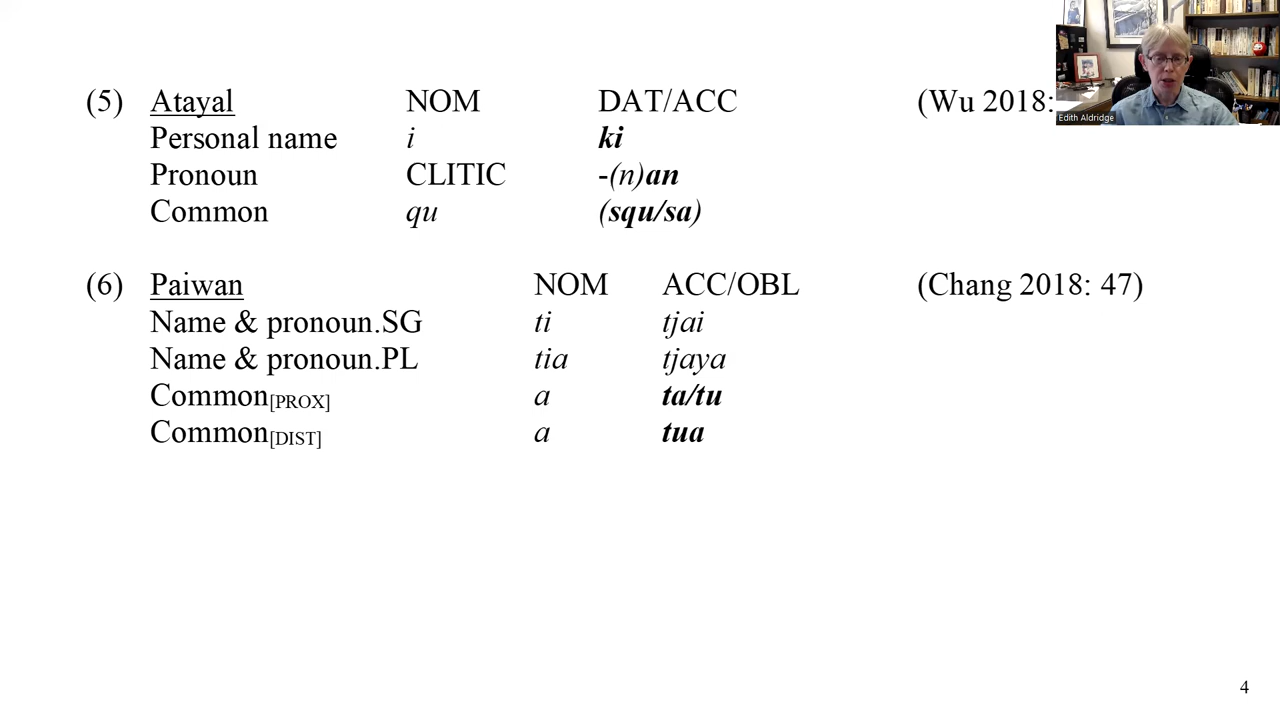 (5) Atayal NOM DAT/ACC (Wu 2018:
Personal name i ki
Pronoun CLITIC -(n)an
Common qu (squ/sa)
(6) Paiwan NOM ACC/OBL (Chang 2018: 47)
Name & pronoun.SG ti tjai
Name & pronoun.PL tia tjaya
Common[PROX] a ta/tu
Common[DIST] a tua
Edith Aldridge
4